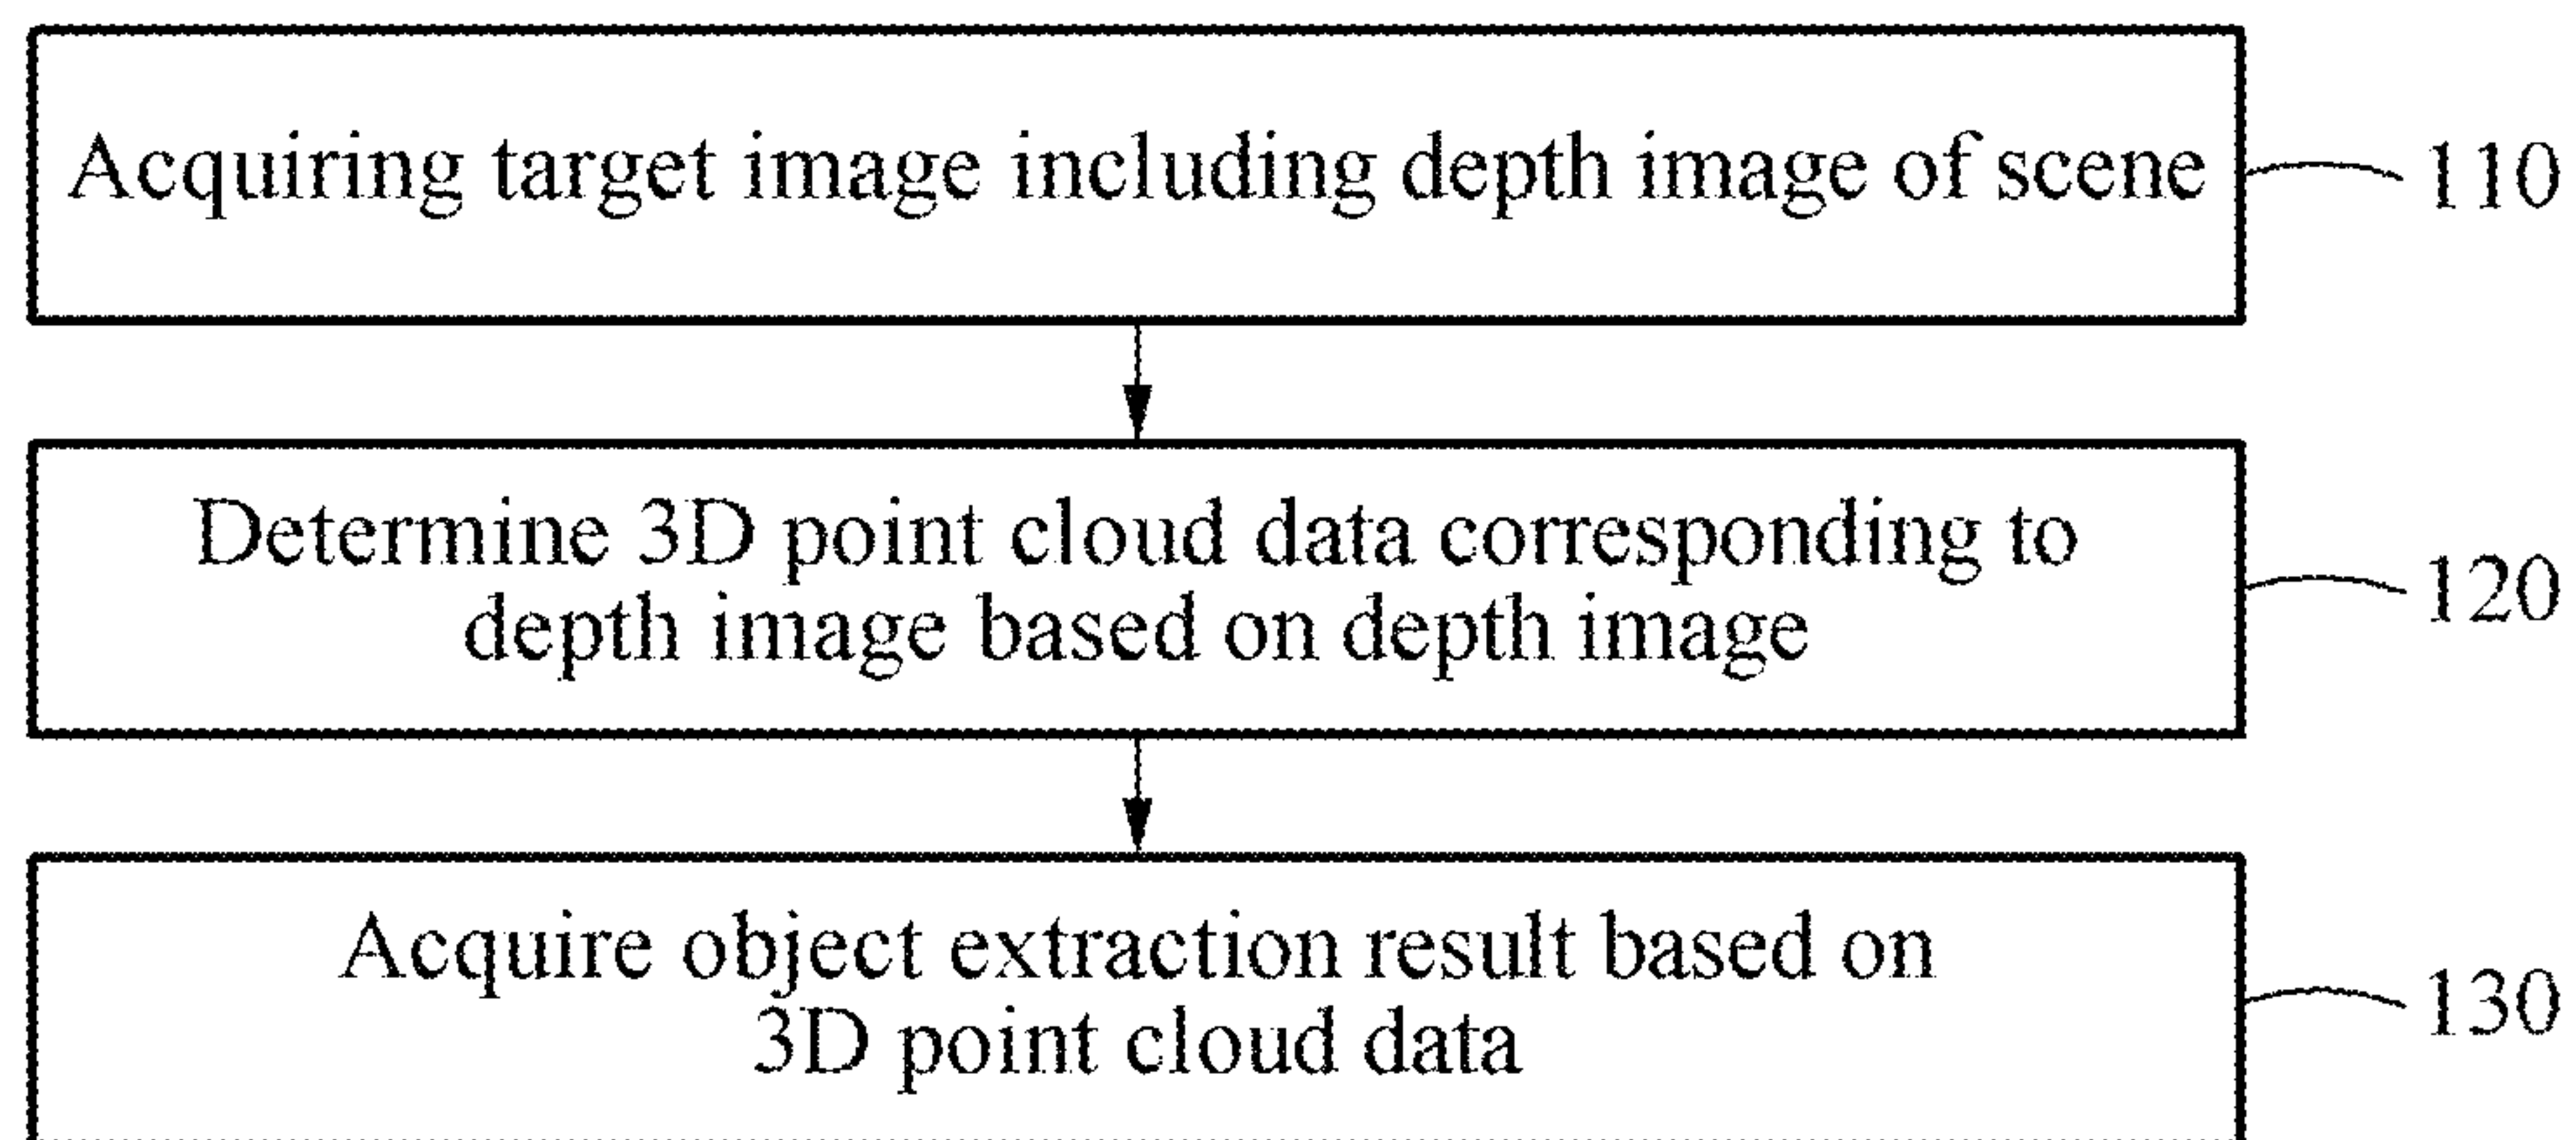 Acquiring target image including depth image of scene
110
Determine 3D point cloud data corresponding to
depth image based on depth image
120
Acquire object extraction result based on
3D point cloud data
130